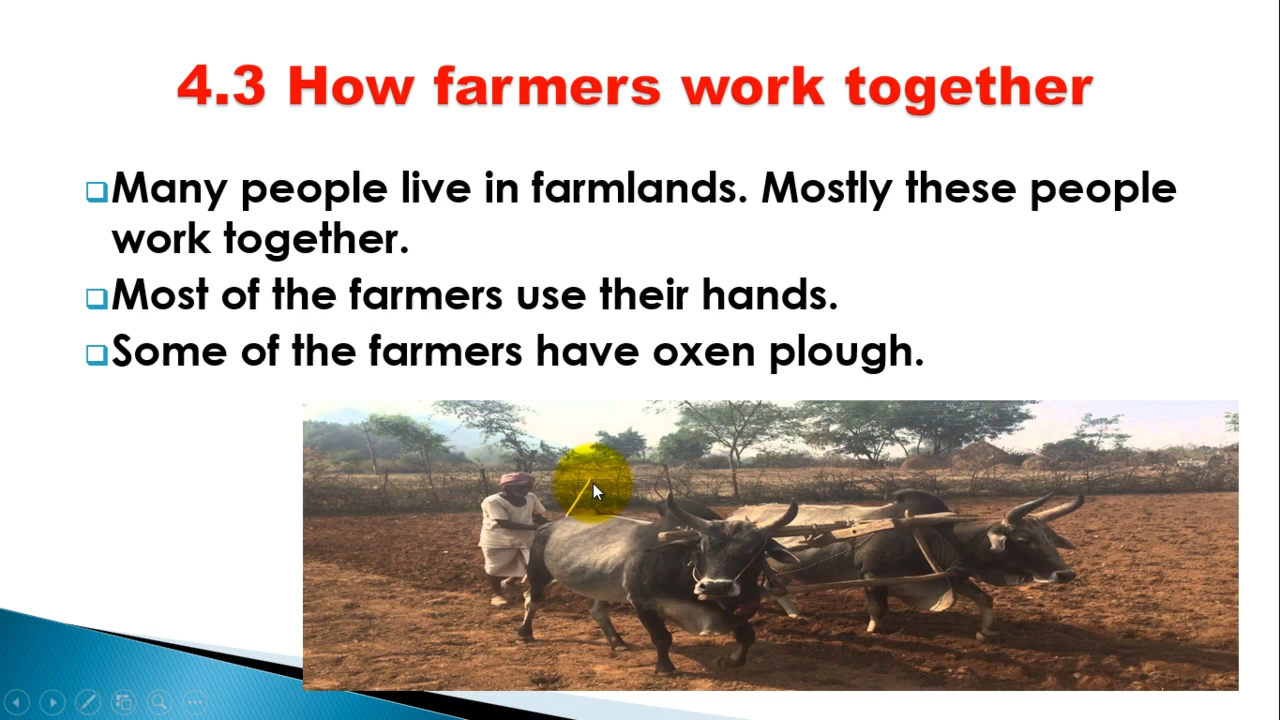 4.3 How farmers work together
Many people live in farmlands. Mostly these people
work together.
Most of the farmers use their hands.
Some of the farmers have oxen plough.